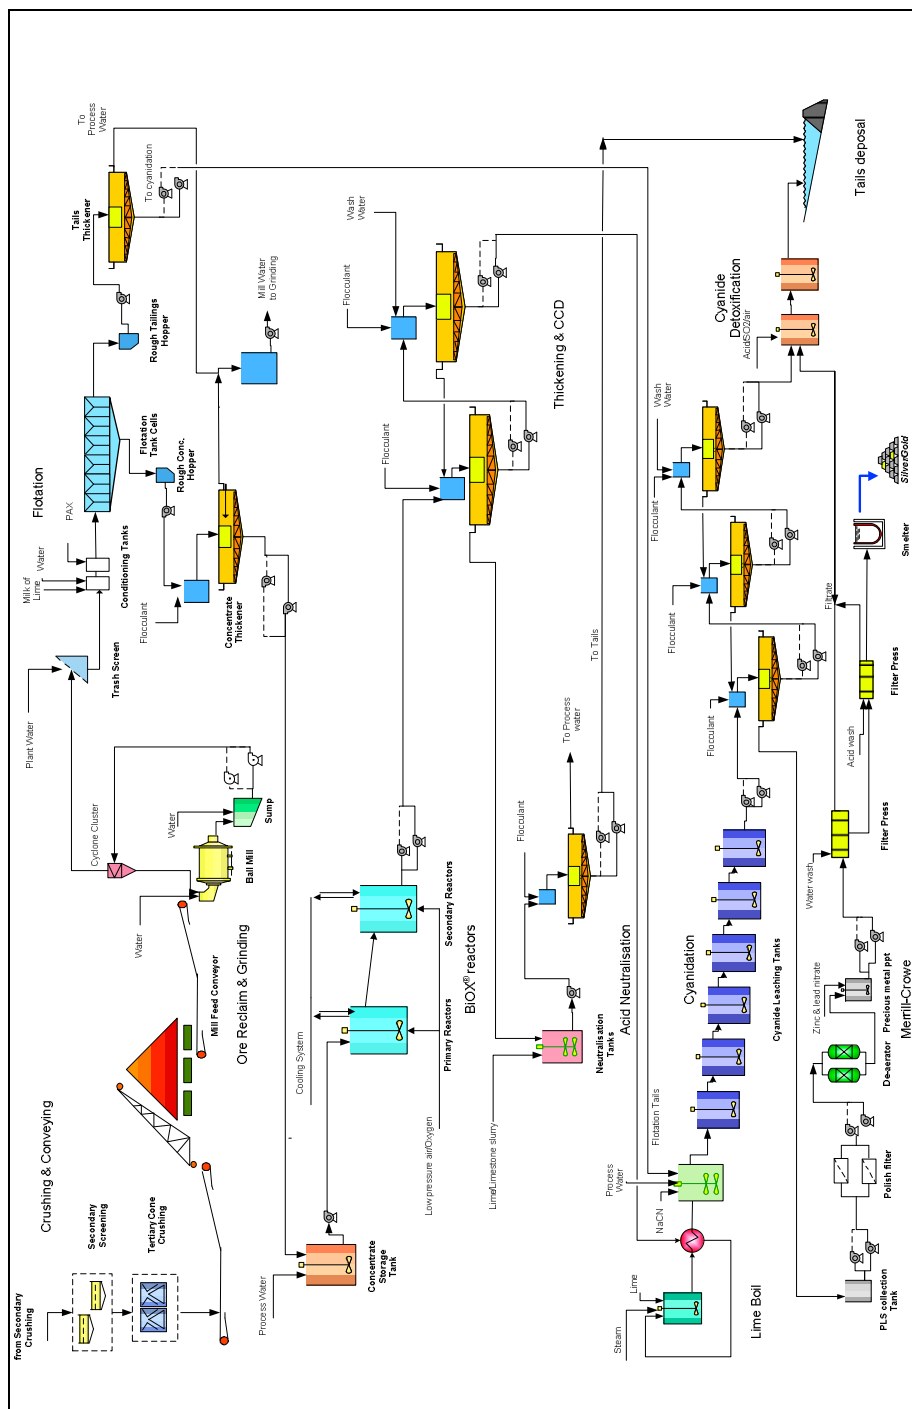 Crushing & Conveying
from Secondary
Crushing
Secondary
Screening
Tertiary Cone
Crushing
Ore Reclaim & Grinding
Mill Feed Conveyor
Water
Ball Mill
Water
Sump
Cyclone Cluster
Plant Water
Trash Screen
Flotation
Milk of
Lime
Water
PAX
Conditioning Tanks
Flotation
Tank Cells
Rough Conc.
Hopper
Rough Tailings
Hopper
Tails
Thickener
To
Process
Water
To cyanidation
Flocculant
Concentrate
Thickener
Mill Water
to Grinding
Process Water
Concentrate
Storage
Tank
Cooling System
Low pressure air/Oxygen
Primary Reactors
Secondary Reactors
BiOX® reactors
Flocculant
Flocculant
Wash
Water
Thickening & CCD
Lime/Limestone slurry
Neutralisation
Tanks
Acid Neutralisation
Flocculant
To Process
water
To Tails
Steam
Lime
Lime Boil
NaCN
Process
Water
Flotation Tails
Cyanidation
Cyanide Leaching Tanks
Flocculant
Flocculant
Flocculant
Wash
Water
Cyanide
Detoxification
Acid/SO2/air
Tails deposal
PLS collection
Tank
Polish filter
De-aerator
Zinc & lead nitrate
Precious metal ppt
Merrill-Crowe
Water wash
Filter Press
Acid wash
Filter Press
Filtrate
Smelter
SilverGold